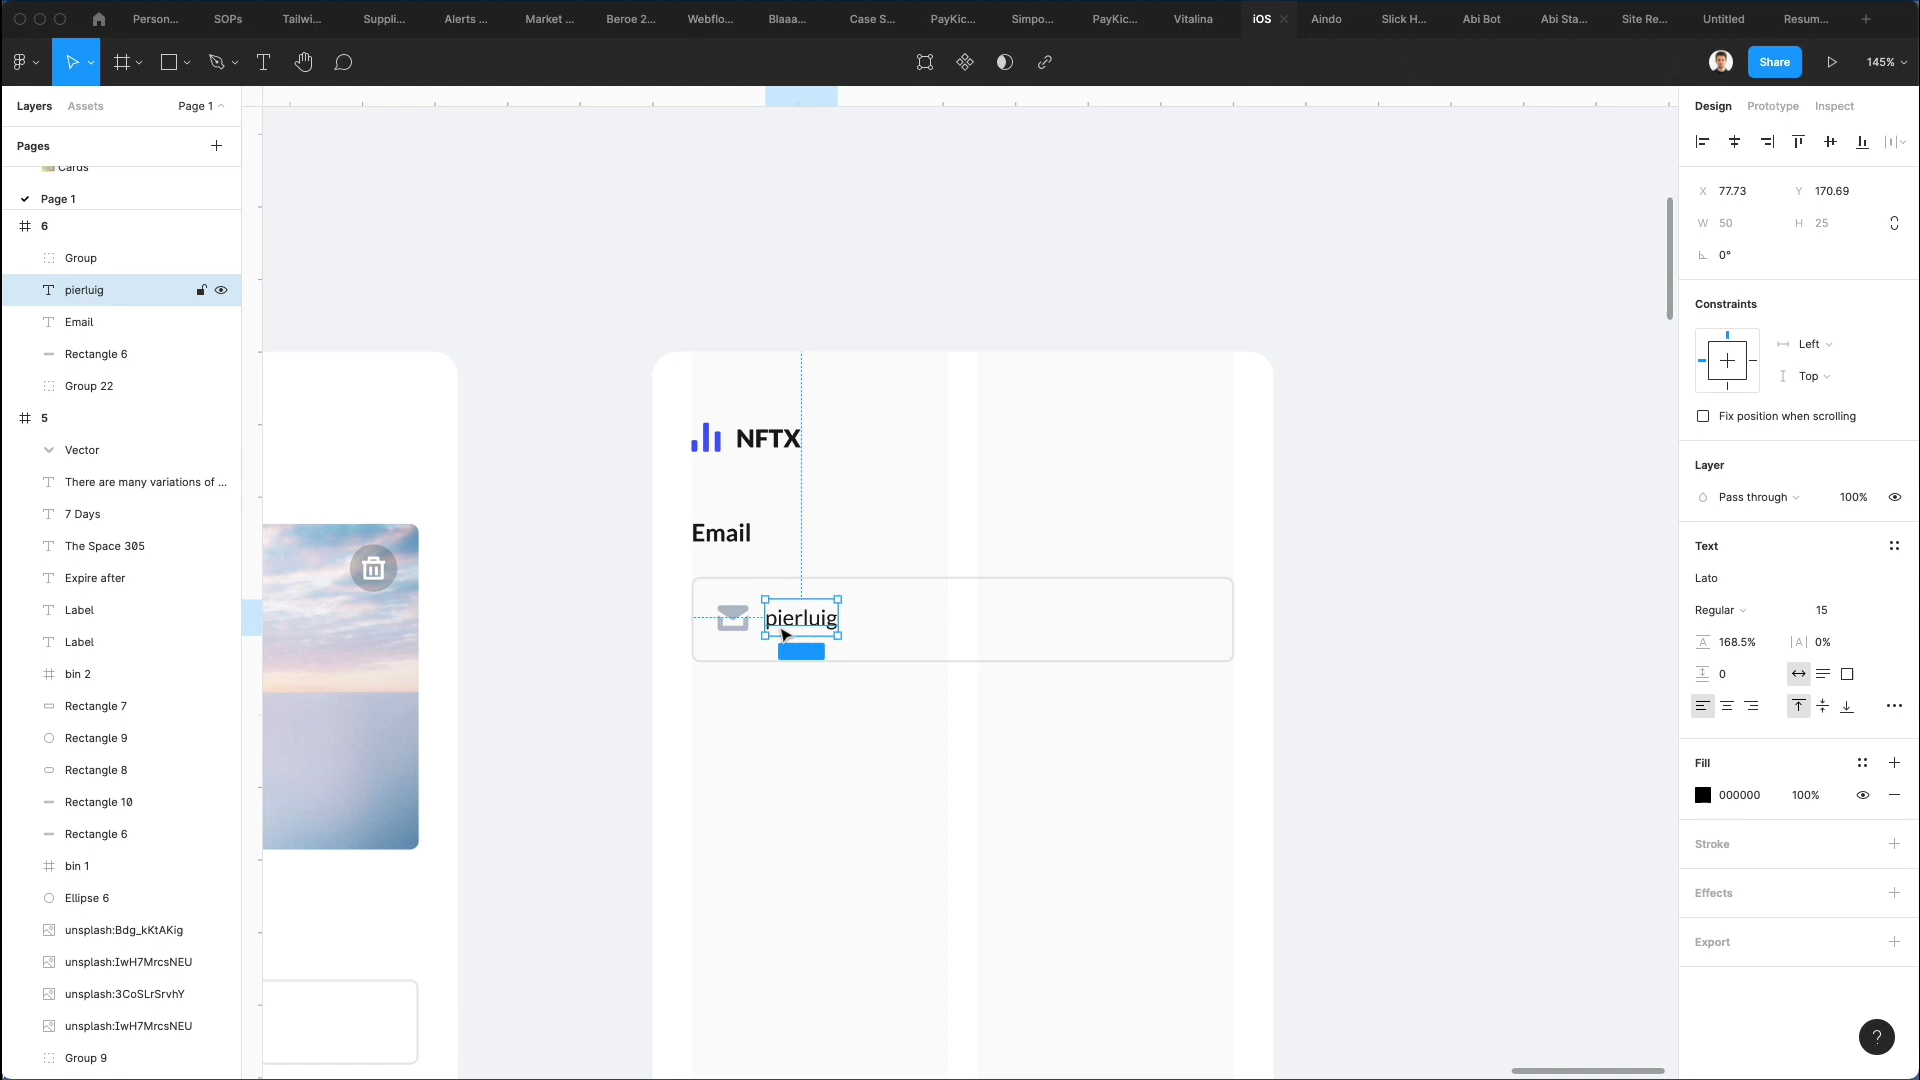 Person...
SOPs
Tailwi...
Suppli...
Alerts ...
Market ...
Beroe 2...
Webflo...
Blaaa...
Case S...
PayKic...
Simpo...
PayKic...
Vitalina
iOS
Aindo
Slick H...
Abi Bot
Abi Sta...
Site Re...
Untitled
Resum...
Share
145%
Layers
Assets
Page 1
Pages
Cards
Page 1
6
Group
pierluig
Email
Rectangle 6
Group 22
5
Vector
There are many variations of ...
7 Days
The Space 305
Expire after
Label
Label
bin 2
Rectangle 7
Rectangle 9
Rectangle 8
Rectangle 10
Rectangle 6
bin 1
Ellipse 6
unsplash:Bdg_kKtAKig
unsplash:IwH7MrcsNEU
unsplash:3CoSLrSrvhY
unsplash:IwH7MrcsNEU
Group 9
NFTX
Email
pierluig
Design
Prototype
Inspect
X 77.73 Y 170.69
W 50 H 25
0°
Constraints
Left
Top
Fix position when scrolling
Layer
Pass through 100%
Text
Lato
Regular 15
168.5% |A| 0%
0
Fill
000000 100%
Stroke
Effects
Export
?